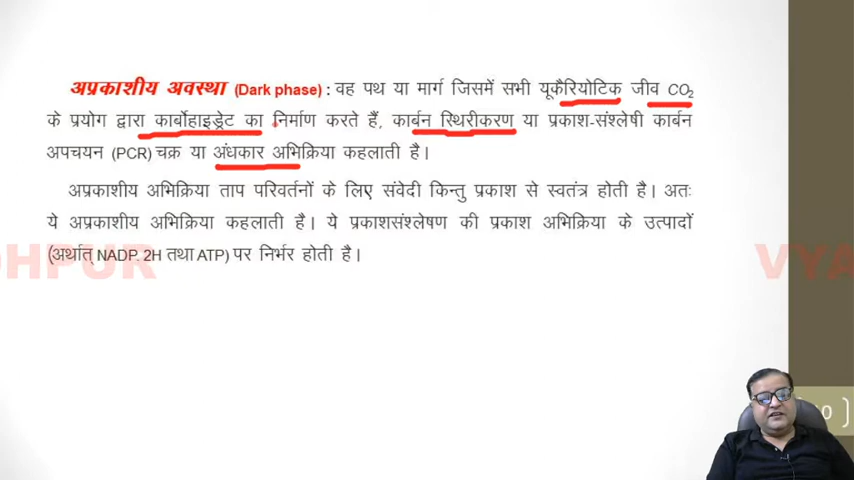 अप्रकाशीय अवस्था (Dark phase) : वह पथ या मार्ग जिसमें सभी यूकैरियोटिक जीव CO₂
के प्रयोग द्वारा कार्बोहाइड्रेट का निर्माण करते हैं, कार्बन स्थिरीकरण या प्रकाश-संश्लेषी कार्बन
अपचयन (PCR) चक्र या अंधकार अभिक्रिया कहलाती है।
अप्रकाशीय अभिक्रिया ताप परिवर्तनों के लिए संवेदी किन्तु प्रकाश से स्वतंत्र होती है। अतः
ये अप्रकाशीय अभिक्रिया कहलाती है। ये प्रकाशसंश्लेषण की प्रकाश अभिक्रिया के उत्पादों
(अर्थात् NADP. 2H तथा ATP) पर निर्भर होती है।
DHPUR
VYA